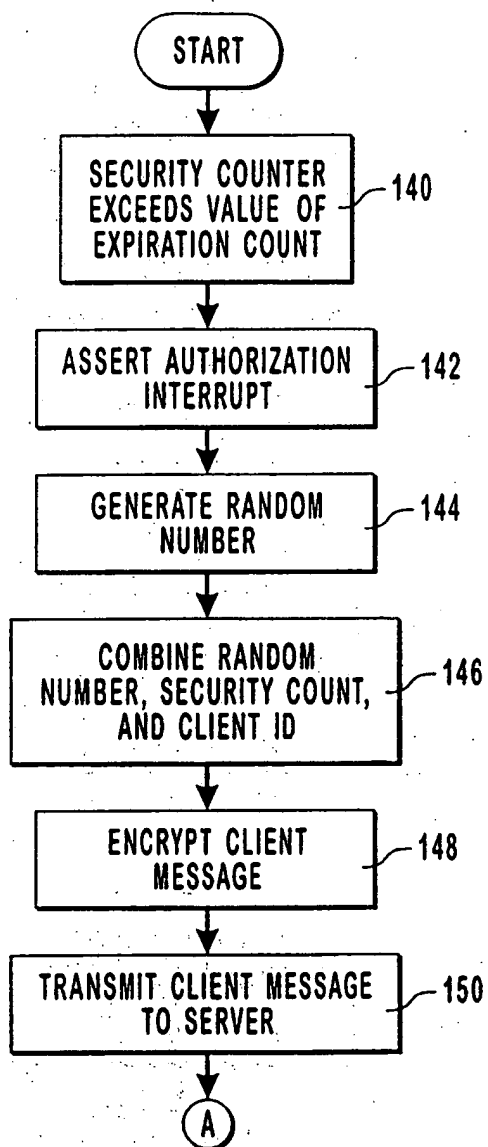 START
SECURITY COUNTER
EXCEEDS VALUE OF
EXPIRATION COUNT
140
ASSERT AUTHORIZATION
INTERRUPT
142
GENERATE RANDOM
NUMBER
144
COMBINE RANDOM
NUMBER, SECURITY COUNT,
AND CLIENT ID
146
ENCRYPT CLIENT
MESSAGE
148
TRANSMIT CLIENT MESSAGE
TO SERVER
150
A